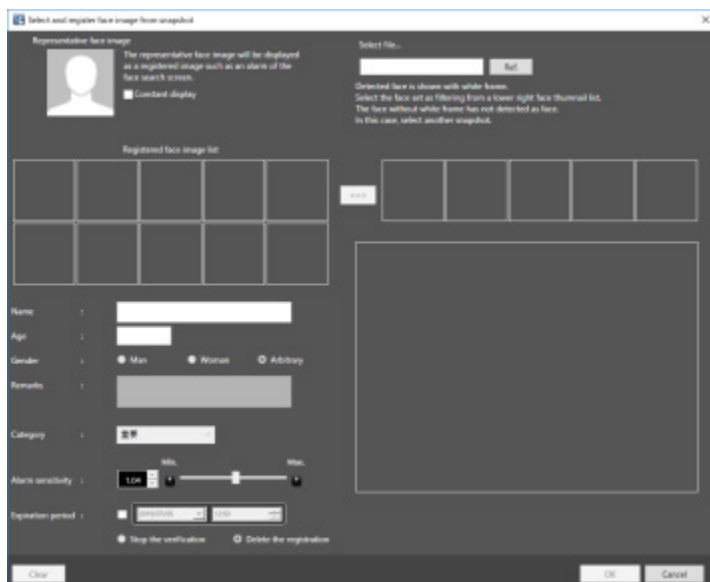 Select and register face image from snapshot
Representative face image
The representative face image will be displayed
as a registered image such as an alarm of the
face search screen.
Constant display
Select file...
Ref.
Detected face is shown with white frame.
Select the face set as filtering from a lower right face thumnail list.
The face without white frame has not detected as face.
In this case, select another snapshot.
Registered face image list
Name :
Age :
Gender : Man Woman Arbitrary
Remarks :
Category :
Min. Max.
Alarm sensitivity : 1.04
Expiration period : 12:53
Stop the verification Delete the registration
Clear
OK Cancel